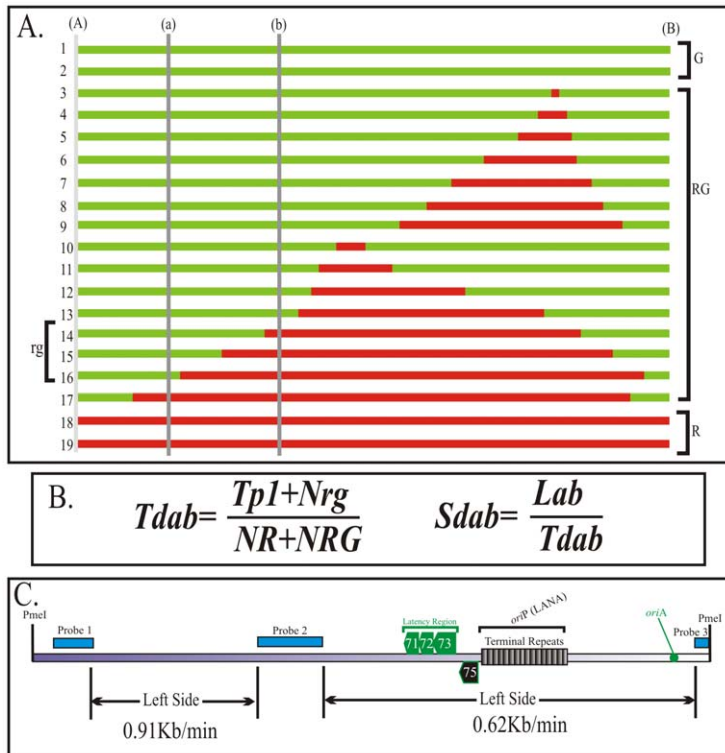 A.
(A) (a) (b) (B)
1
2
G
3
4
5
6
7
8
9
RG
10
11
12
13
14
rg
15
16
17
18
R
19
B.
Tdab= Tp1+Nrg / NR+NRG Sdab= Lab / Tdab
C.
PmeI Probe 1 Probe 2 Latency Region oriP (LANA) oriA Probe 3 PmeI
71 72 73 Terminal Repeats
75
Left Side Left Side
0.91Kb/min 0.62Kb/min